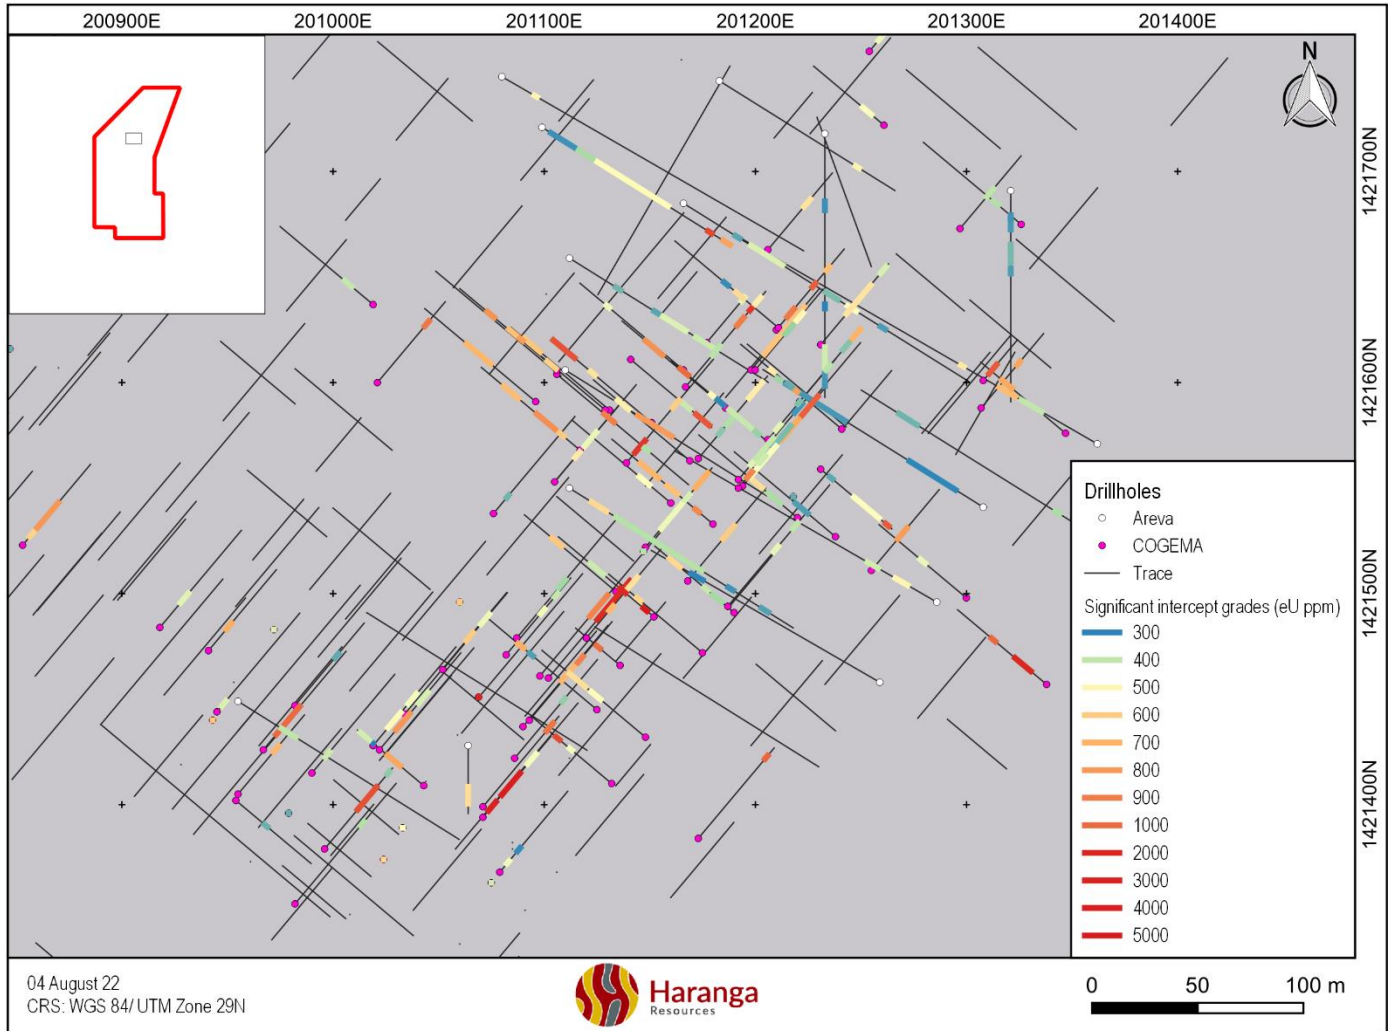 200900E 201000E 201100E 201200E 201300E 201400E
N
1421700N
1421600N
1421500N
1421400N
Drillholes
Areva
COGEMA
Trace
Significant intercept grades (eU ppm)
300
400
500
600
700
800
900
1000
2000
3000
4000
5000
04 August 22
CRS: WGS 84/ UTM Zone 29N
Haranga
Resources
0 50 100 m